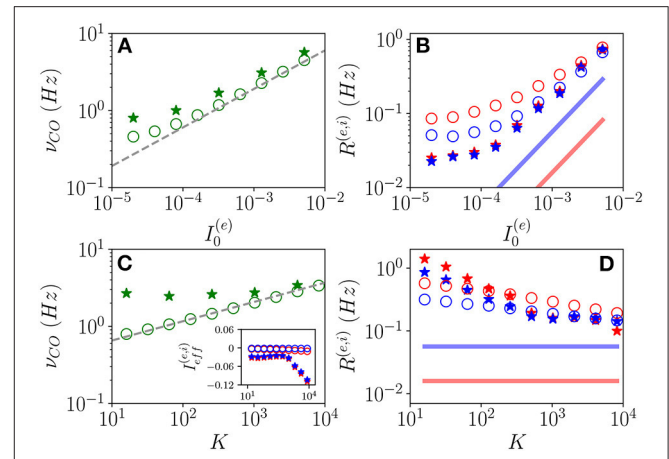 A
B
ν_CO (Hz)
10^1
10^0
10^-1
10^-5
10^-4
10^-3
10^-2
I_0^(e)
R^(e,i) (Hz)
10^0
10^-1
10^-2
10^-5
10^-4
10^-3
10^-2
I_0^(e)
C
D
ν_CO (Hz)
10^2
10^1
10^0
10^-1
10^1
10^2
10^3
10^4
K
I_eff^(e,i)
0.06
0
−0.06
−0.12
10^1
10^4
R^(e,i) (Hz)
10^0
10^-1
10^-2
10^1
10^2
10^3
10^4
K